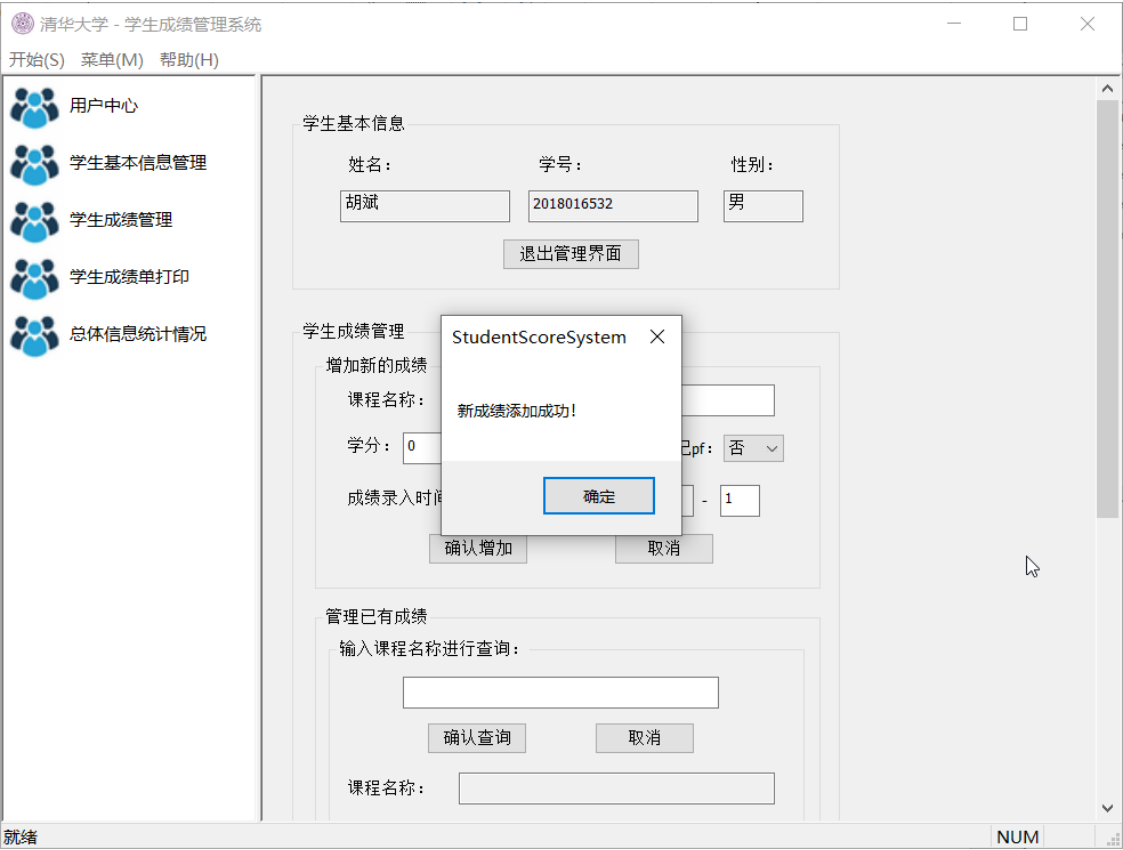 清华大学 - 学生成绩管理系统
开始(S) 菜单(M) 帮助(H)
用户中心
学生基本信息管理
学生成绩管理
学生成绩单打印
总体信息统计情况
学生基本信息
姓名： 学号： 性别：
胡斌 2018016532 男
退出管理界面
学生成绩管理
增加新的成绩
课程名称：
学分： 0 记pf： 否
成绩录入时间 - 1
确认增加 取消
StudentScoreSystem
新成绩添加成功!
确定
管理已有成绩
输入课程名称进行查询：
确认查询 取消
课程名称：
就绪 NUM